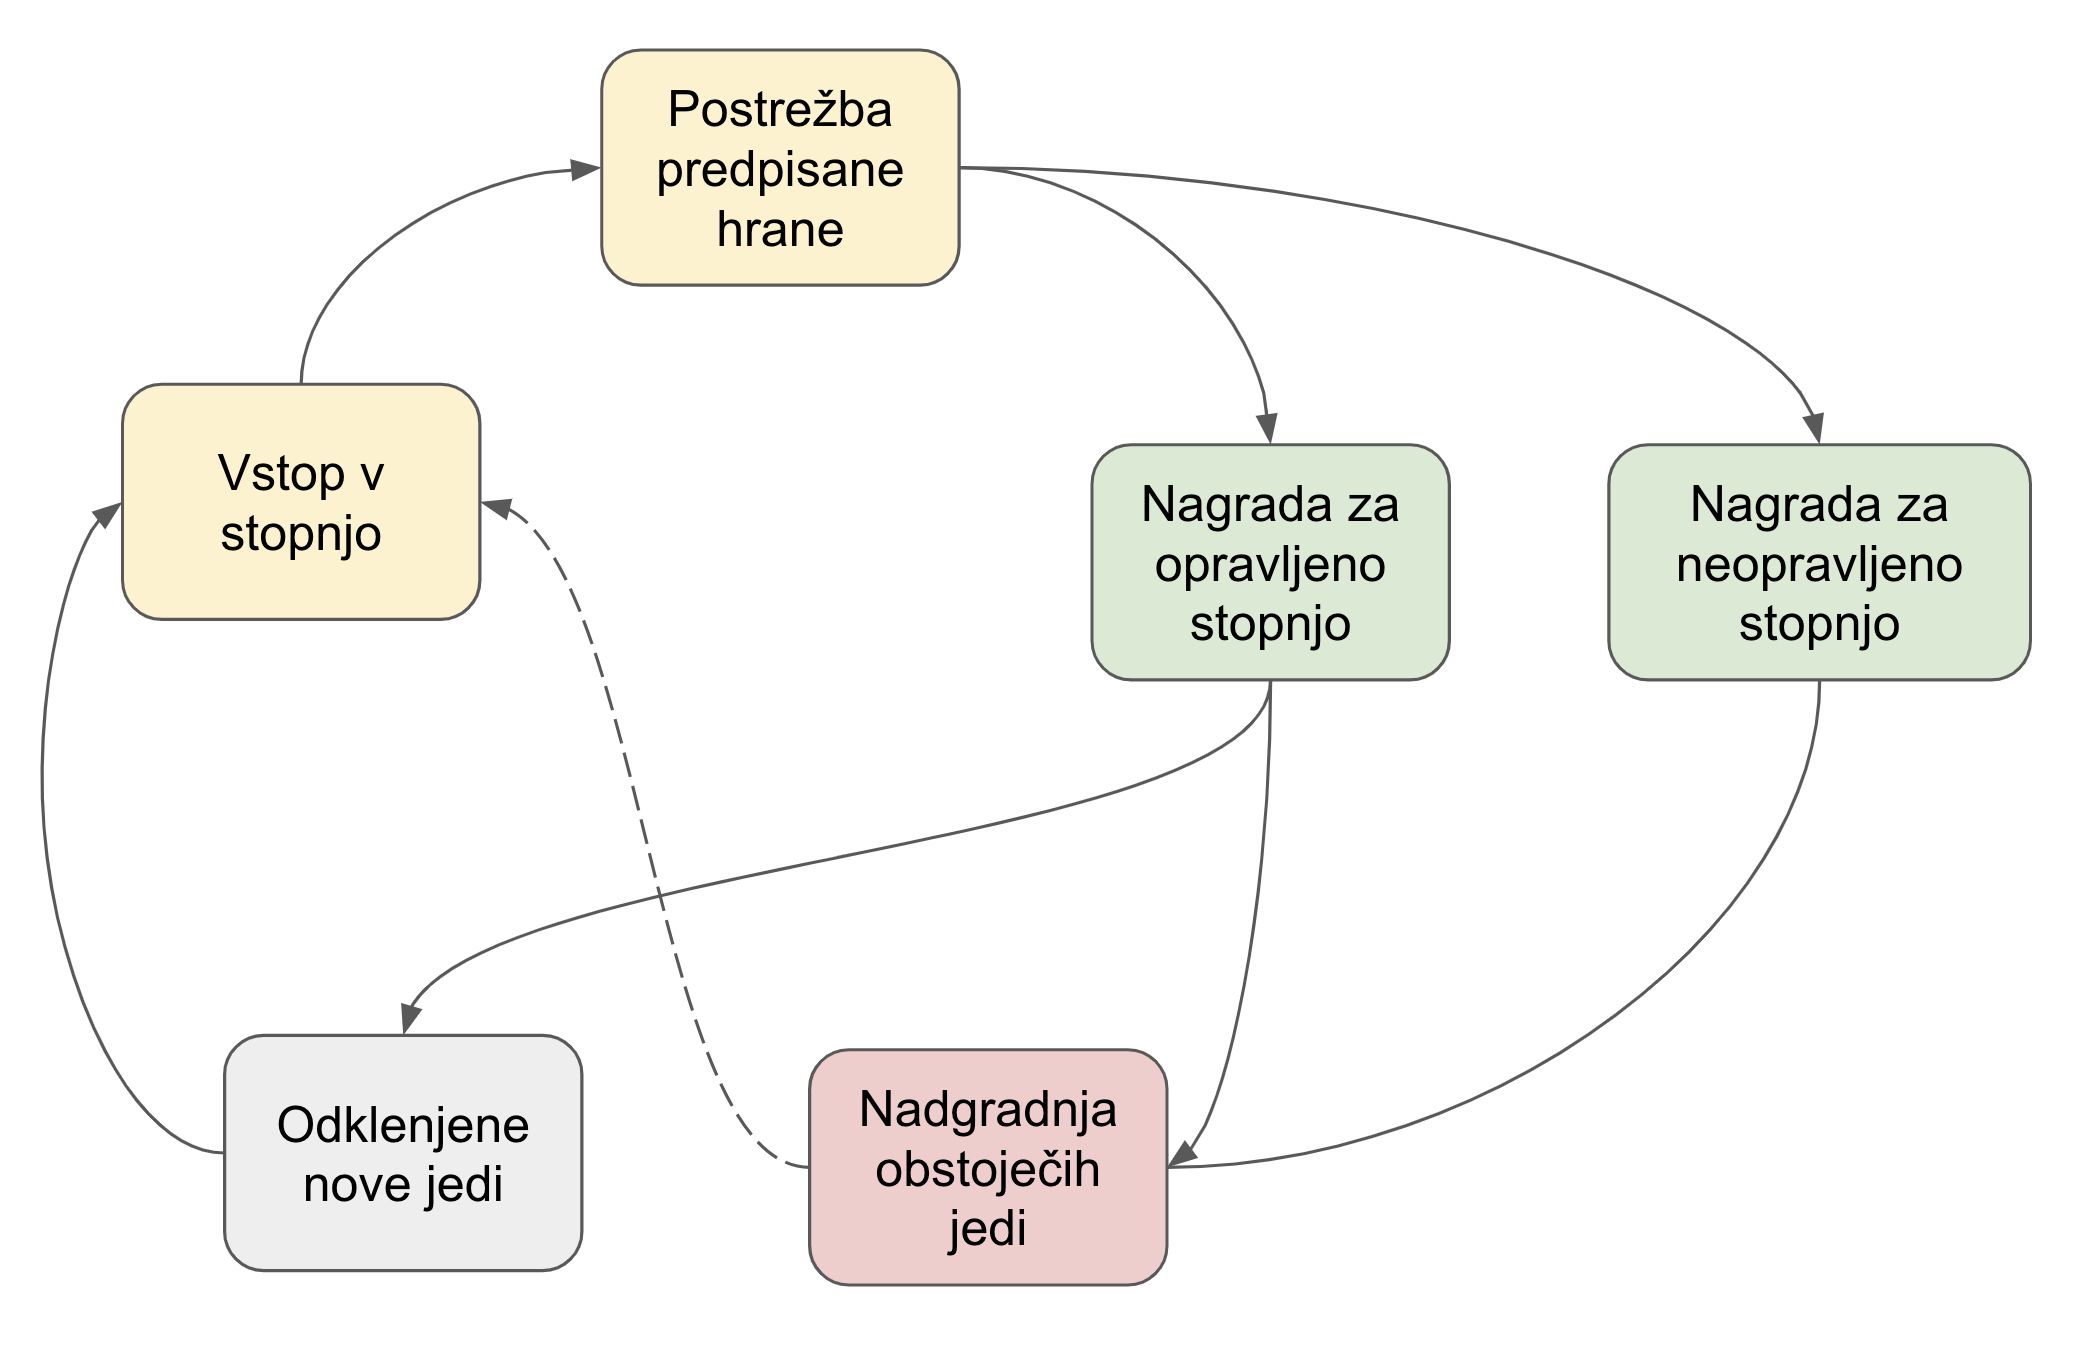 Postrežba
predpisane
hrane
Vstop v
stopnjo
Nagrada za
opravljeno
stopnjo
Nagrada za
neopravljeno
stopnjo
Odklenjene
nove jedi
Nadgradnja
obstoječih
jedi